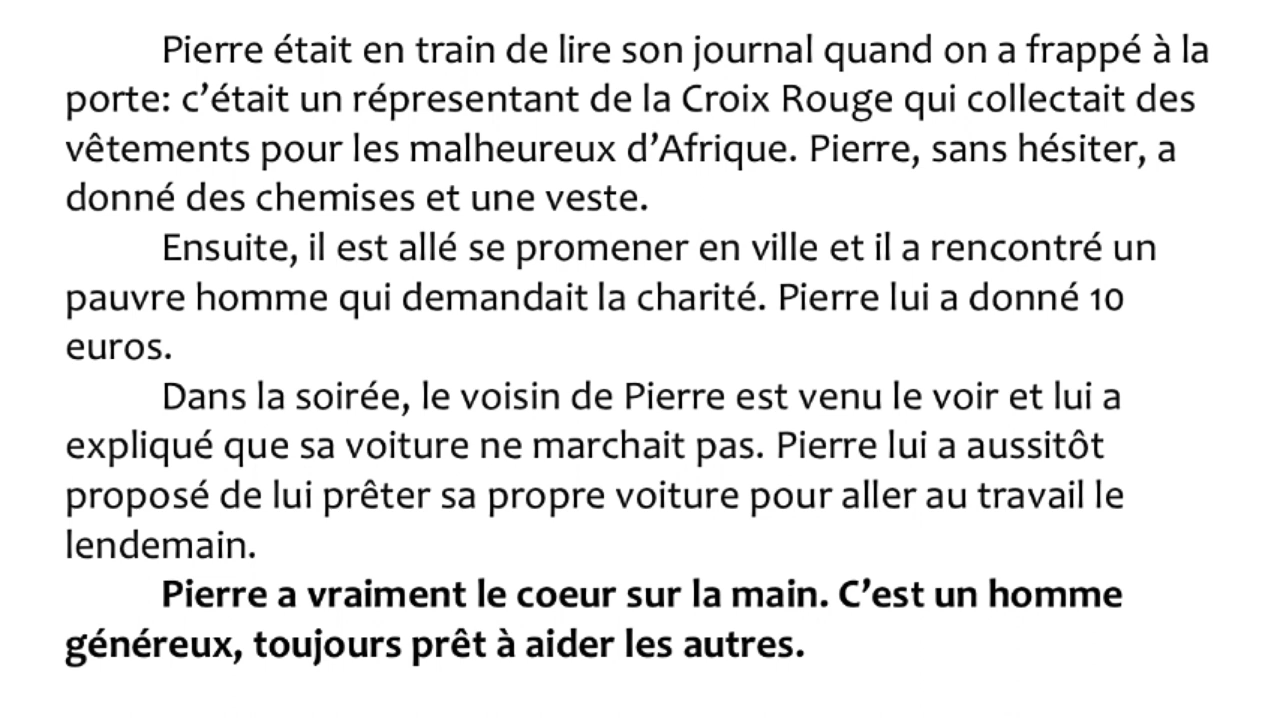 Pierre était en train de lire son journal quand on a frappé à la
porte: c’était un répresentant de la Croix Rouge qui collectait des
vêtements pour les malheureux d’Afrique. Pierre, sans hésiter, a
donné des chemises et une veste.
Ensuite, il est allé se promener en ville et il a rencontré un
pauvre homme qui demandait la charité. Pierre lui a donné 10
euros.
Dans la soirée, le voisin de Pierre est venu le voir et lui a
expliqué que sa voiture ne marchait pas. Pierre lui a aussitôt
proposé de lui prêter sa propre voiture pour aller au travail le
lendemain.
Pierre a vraiment le coeur sur la main. C’est un homme
généreux, toujours prêt à aider les autres.